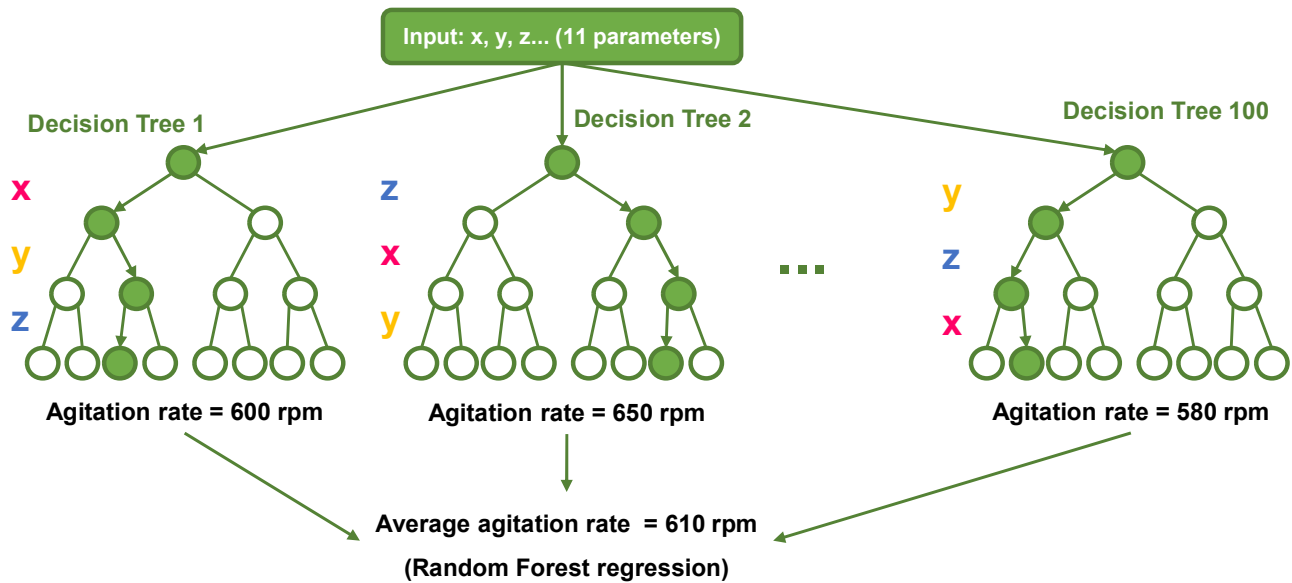 Input: x, y, z... (11 parameters)
Decision Tree 1
Decision Tree 2
Decision Tree 100
x
y
z
z
x
y
...
y
z
x
Agitation rate = 600 rpm
Agitation rate = 650 rpm
Agitation rate = 580 rpm
Average agitation rate = 610 rpm
(Random Forest regression)